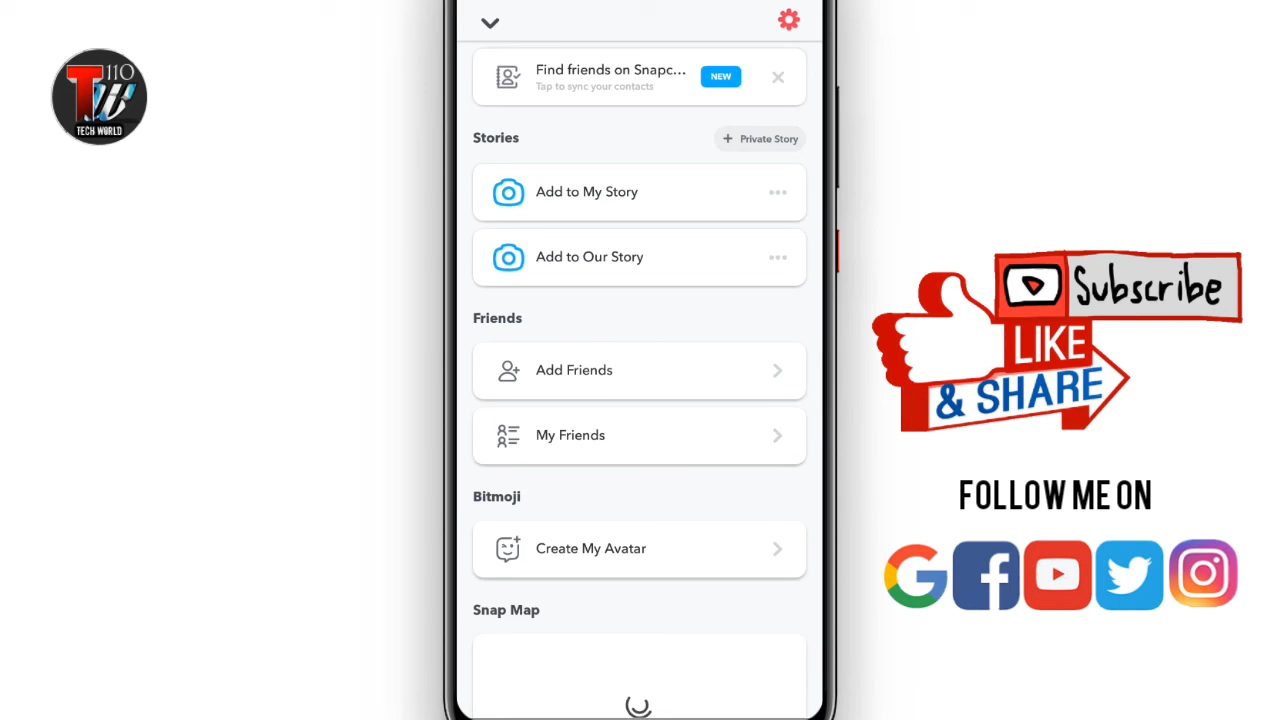 T 110
W
TECH WORLD
Find friends on Snapc...
NEW
Tap to sync your contacts
Stories
+ Private Story
Add to My Story
Add to Our Story
Friends
Add Friends
My Friends
Bitmoji
Create My Avatar
Snap Map
Subscribe
LIKE
& SHARE
FOLLOW ME ON